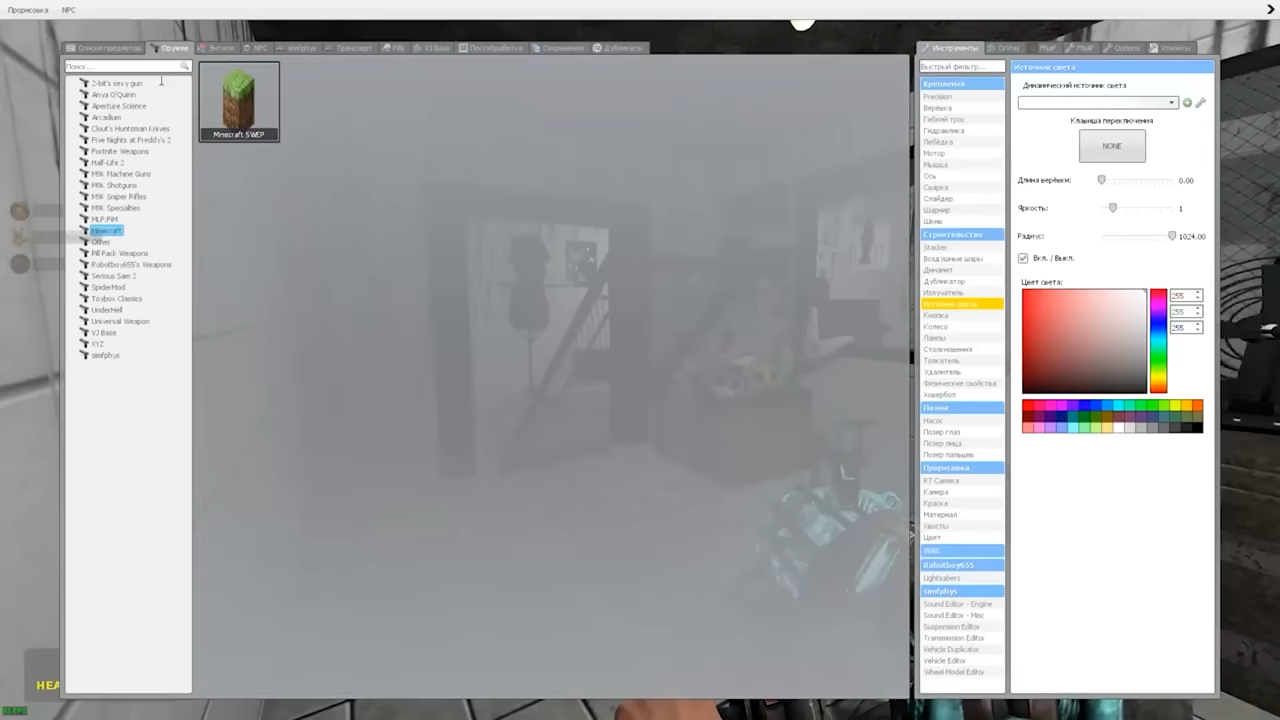 Прорисовка NPC
Списки предметов Оружие Энтити NPC simfphys Транспорт Pills VJ Base Постобработка Сохранения Дубликаты
Поиск...
2-bit's sexy gun
Anya O'Quinn
Aperture Science
Arcadium
Clout's Huntsman Knives
Five Nights at Freddy's 2
Fortnite Weapons
Half-Life 2
M9K Machine Guns
M9K Shotguns
M9K Sniper Rifles
M9K Specialties
MLP:FiM
Minecraft
Other
Pill Pack Weapons
Robotboy655's Weapons
Serious Sam 2
SpiderMod
Toybox Classics
UnderHell
Universal Weapon
VJ Base
XYZ
simfphys
Minecraft SWEP
HEA
Инструменты
Options Утилиты
Быстрый фильтр...
Крепления
Precision
Верёвка
Гибкий трос
Гидравлика
Лебёдка
Мотор
Мышца
Ось
Сварка
Слайдер
Шарнир
Шкив
Строительство
Stacker
Воздушные шары
Динамит
Дубликатор
Излучатель
Источник света
Кнопка
Колесо
Лампы
Столкновения
Толкатель
Удалитель
Физические свойства
Ховербол
Позинг
Насос
Позер глаз
Позер лица
Позер пальцев
Прорисовка
RT Camera
Камера
Краска
Материал
Хвосты
Цвет
WAC
Robotboy655
Lightsabers
simfphys
Sound Editor - Engine
Sound Editor - Misc
Suspension Editor
Transmission Editor
Vehicle Duplicator
Vehicle Editor
Wheel Model Editor
Источник света
Динамический источник света
Клавиша переключения
NONE
Длина верёвки: 0.00
Яркость: 1
Радиус: 1024.00
Вкл. / Выкл.
Цвет света:
255
255
255